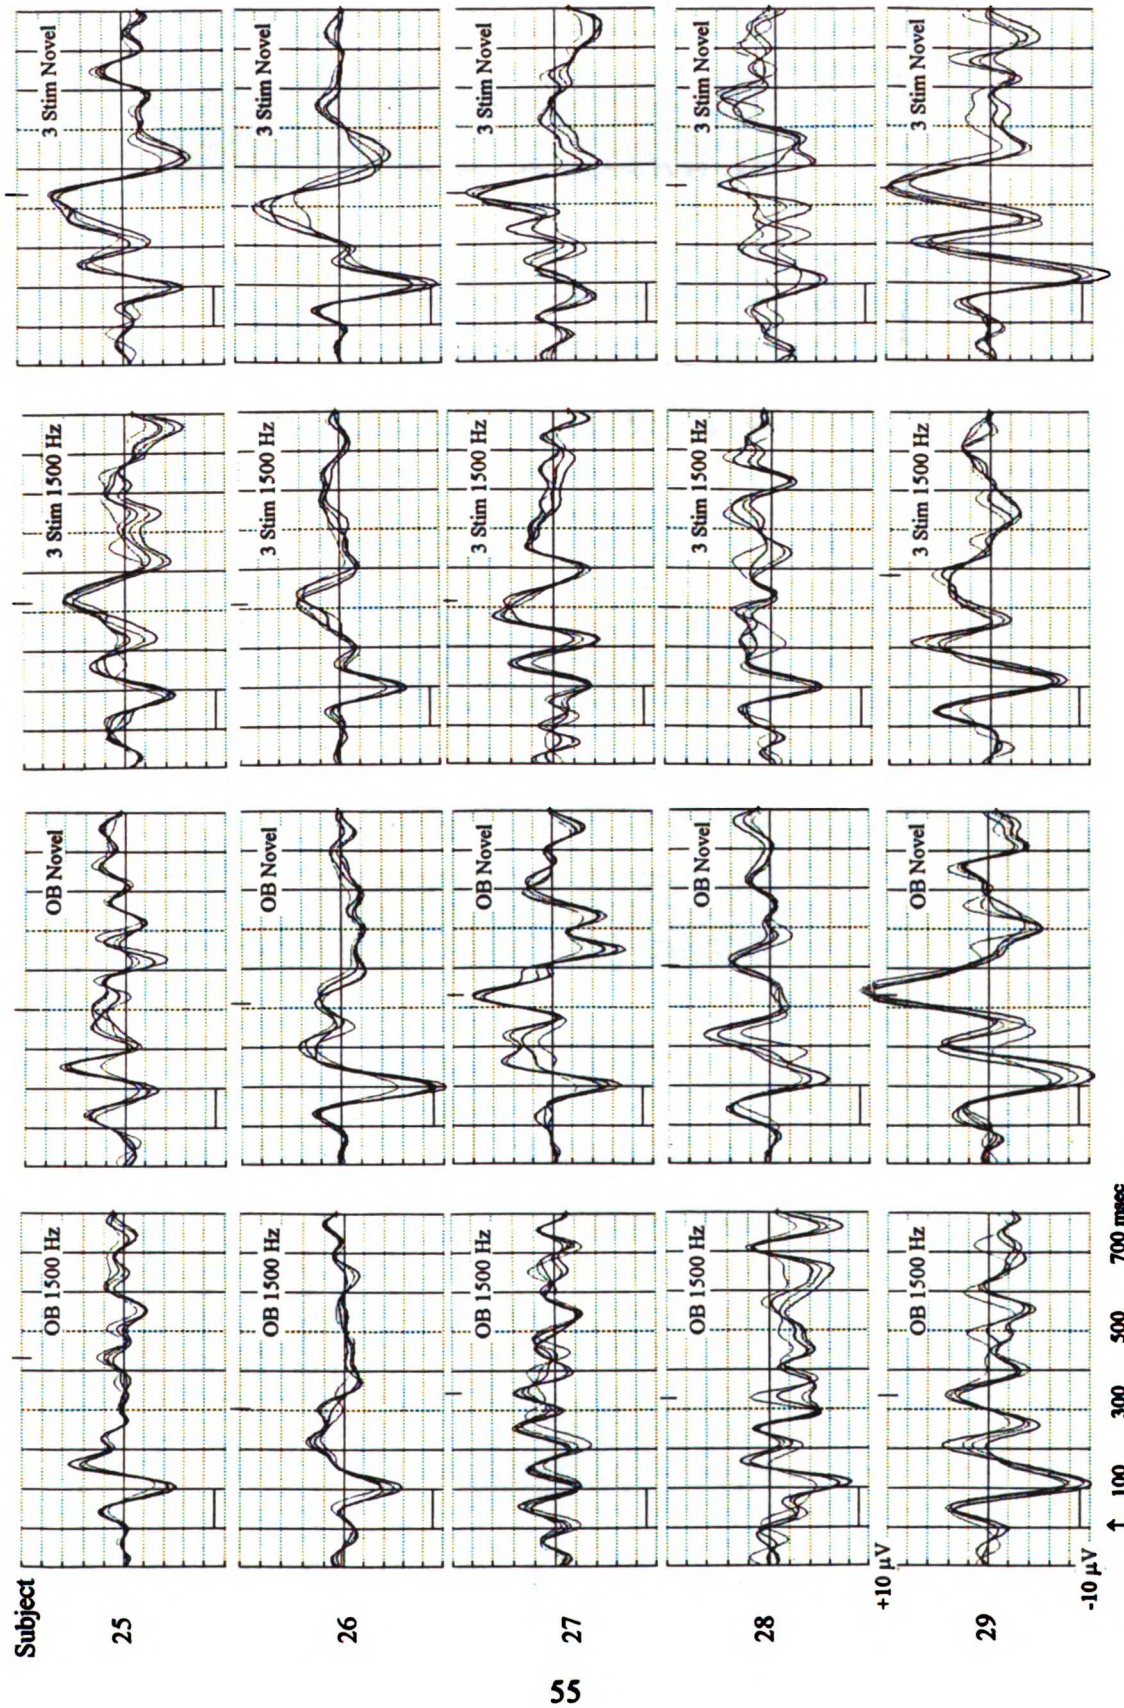 Subject
25
OB 1500 Hz
OB Novel
3 Stim 1500 Hz
3 Stim Novel
26
OB 1500 Hz
OB Novel
3 Stim 1500 Hz
3 Stim Novel
27
OB 1500 Hz
OB Novel
3 Stim 1500 Hz
3 Stim Novel
28
OB 1500 Hz
OB Novel
3 Stim 1500 Hz
3 Stim Novel
29
+10 µV
-10 µV
OB 1500 Hz
OB Novel
3 Stim 1500 Hz
3 Stim Novel
↑ 100 300 500 700 msec
55